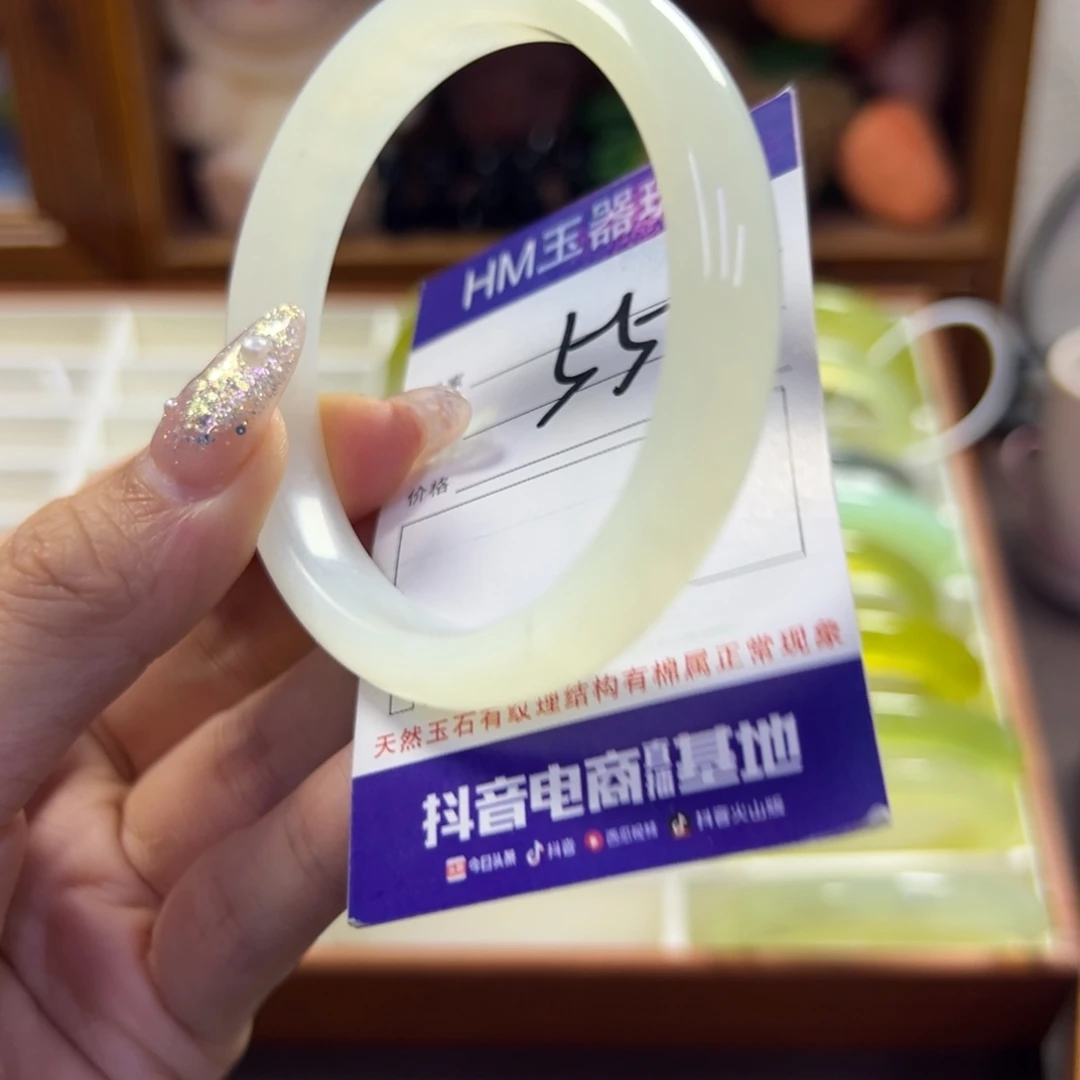 HM玉器
55
价格
天然玉石有纹理结构有棉属正常现象
抖音电商直播基地
今日头条 抖音 西瓜视频 抖音火山版